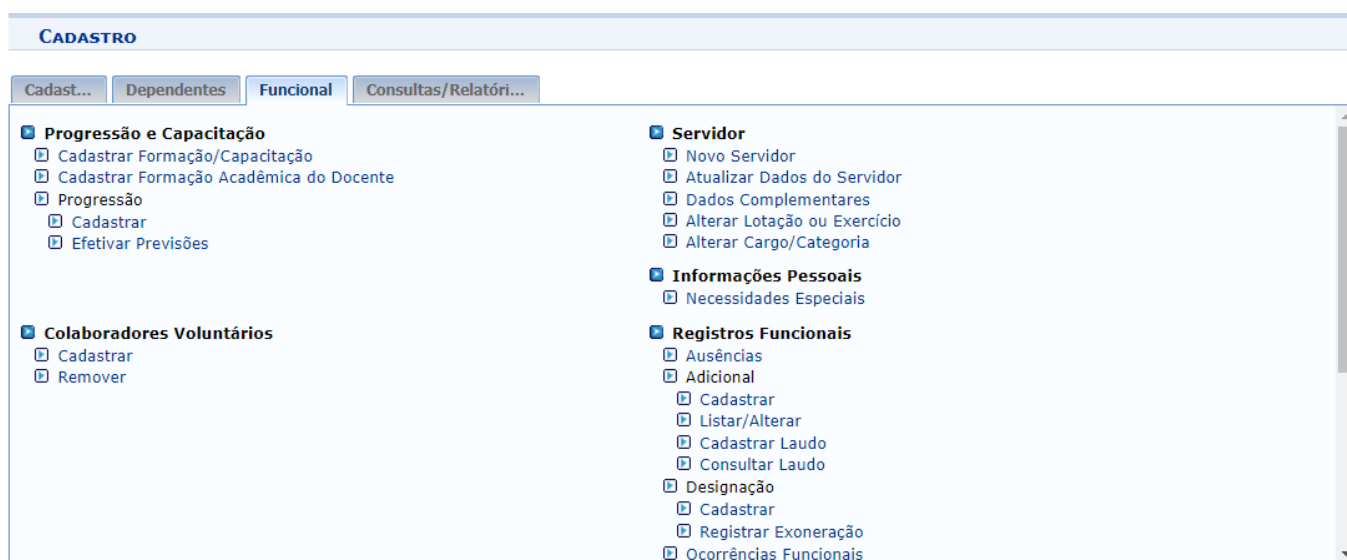 CADASTRO
Cadast...
Dependentes
Funcional
Consultas/Relatóri...
Progressão e Capacitação
Cadastrar Formação/Capacitação
Cadastrar Formação Acadêmica do Docente
Progressão
Cadastrar
Efetivar Previsões
Colaboradores Voluntários
Cadastrar
Remover
Servidor
Novo Servidor
Atualizar Dados do Servidor
Dados Complementares
Alterar Lotação ou Exercício
Alterar Cargo/Categoria
Informações Pessoais
Necessidades Especiais
Registros Funcionais
Ausências
Adicional
Cadastrar
Listar/Alterar
Cadastrar Laudo
Consultar Laudo
Designação
Cadastrar
Registrar Exoneração
Ocorrências Funcionais